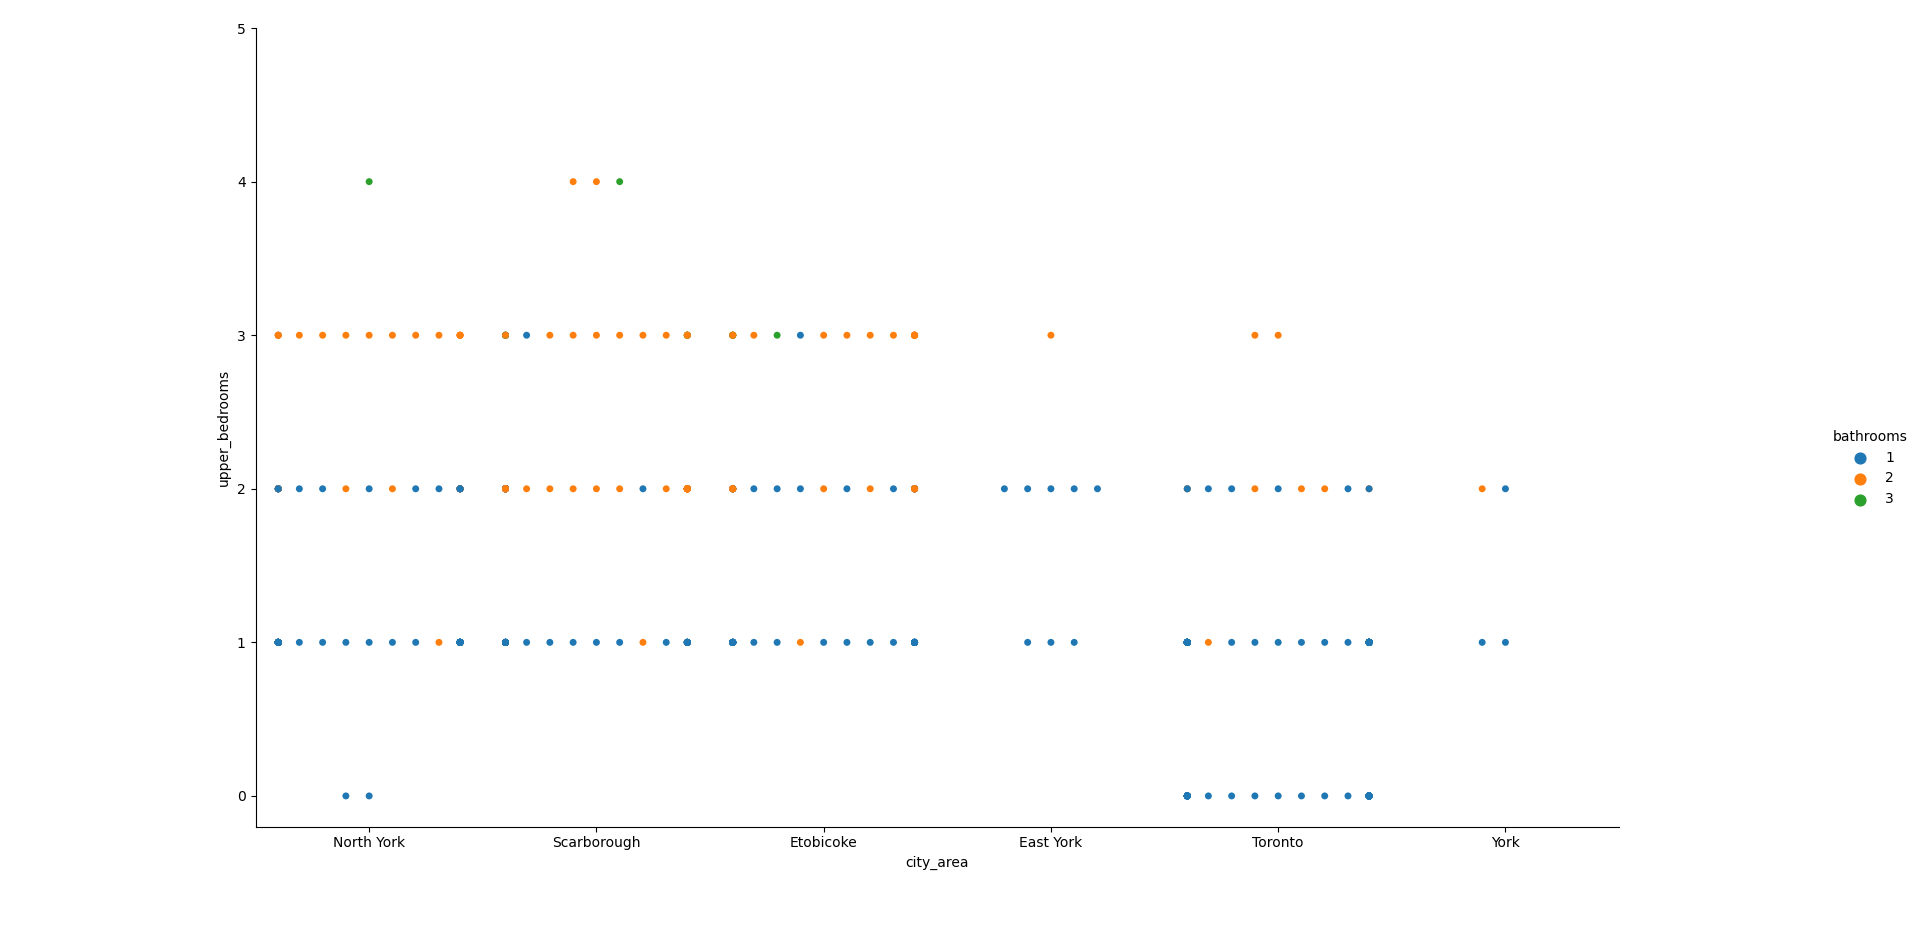 5
4
3
2
1
0
upper_bedrooms
North York
Scarborough
Etobicoke
East York
Toronto
York
city_area
bathrooms
1
2
3